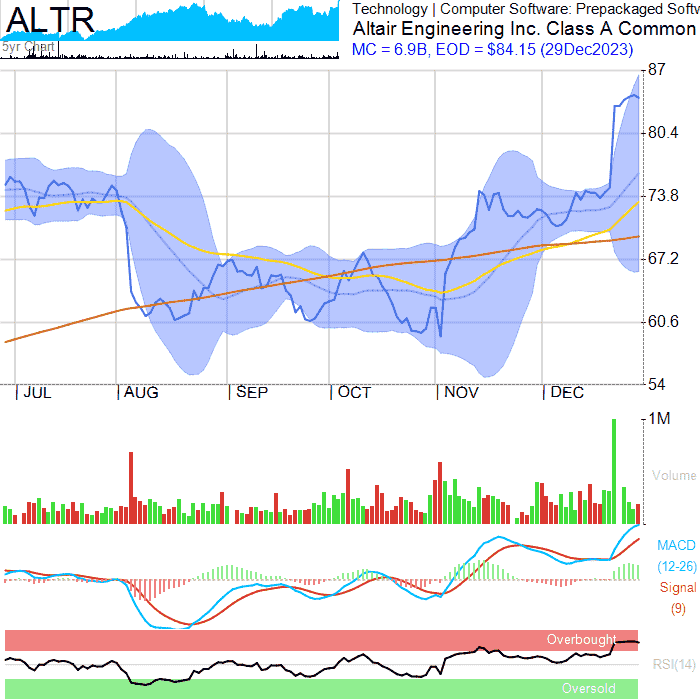 ALTR
5yr Chart
Technology | Computer Software: Prepackaged Softw
Altair Engineering Inc. Class A Common
MC = 6.9B, EOD = $84.15 (29Dec2023)
87
80.4
73.8
67.2
60.6
54
| JUL | AUG | SEP | OCT | NOV | DEC
1M
Volume
MACD
(12-26)
Signal
(9)
Overbought
RSI(14)
Oversold